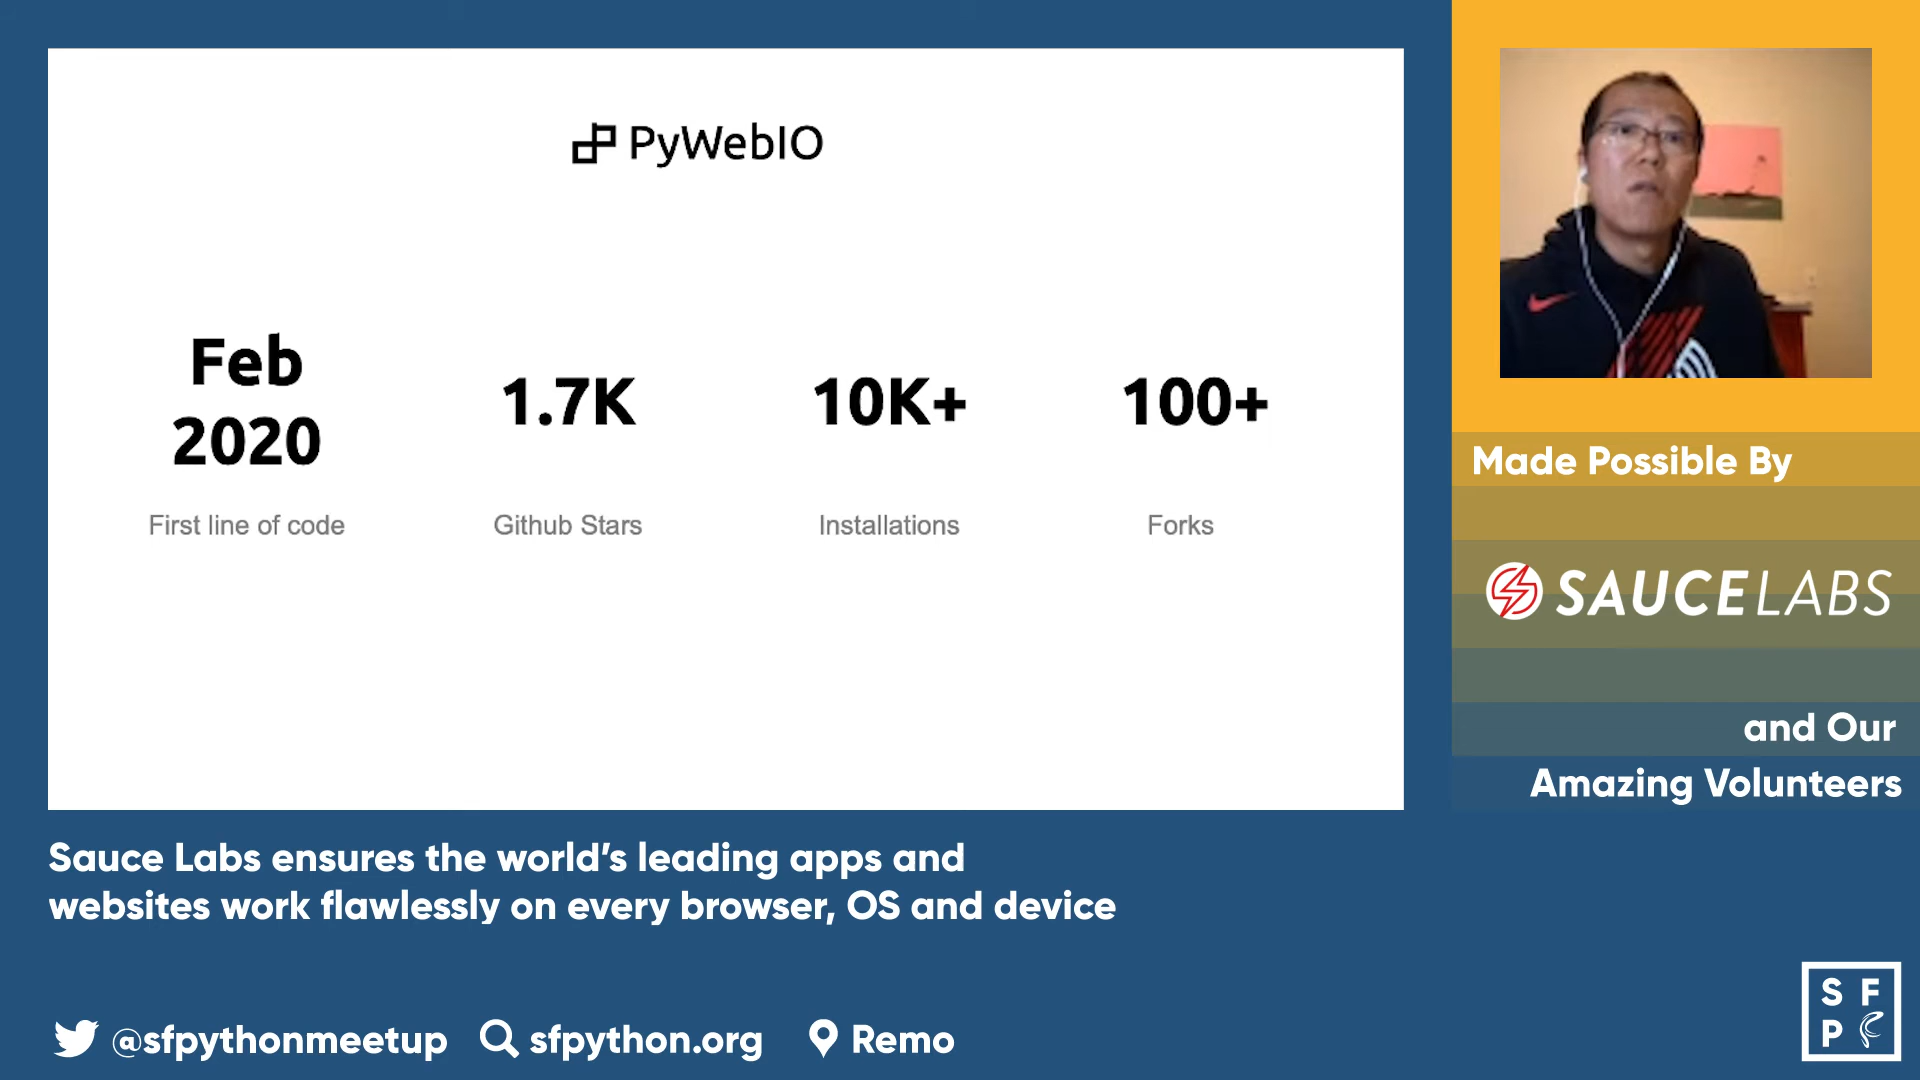 PyWebIO
Feb
2020
First line of code
1.7K
Github Stars
10K+
Installations
100+
Forks
Made Possible By
SAUCELABS
and Our
Amazing Volunteers
Sauce Labs ensures the world's leading apps and
websites work flawlessly on every browser, OS and device
@sfpythonmeetup
sfpython.org
Remo
S F
P